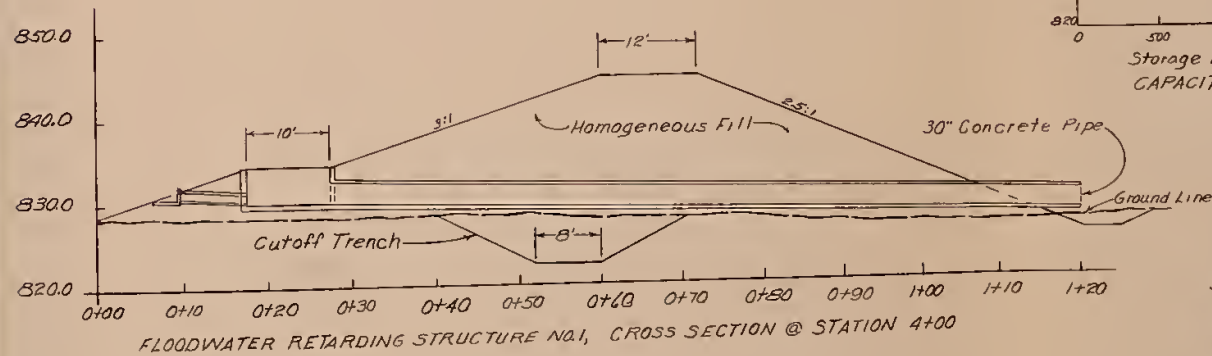 850.0
840.0
830.0
820.0
12'
10'
3:1
2.5:1
Homogeneous Fill
30" Concrete Pipe
Ground Line
Cutoff Trench
8'
0+00 0+10 0+20 0+30 0+40 0+50 0+60 0+70 0+80 0+90 1+00 1+10 1+20
FLOODWATER RETARDING STRUCTURE NO.1, CROSS SECTION @ STATION 4+00
820
0 500
Storage
CAPACIT